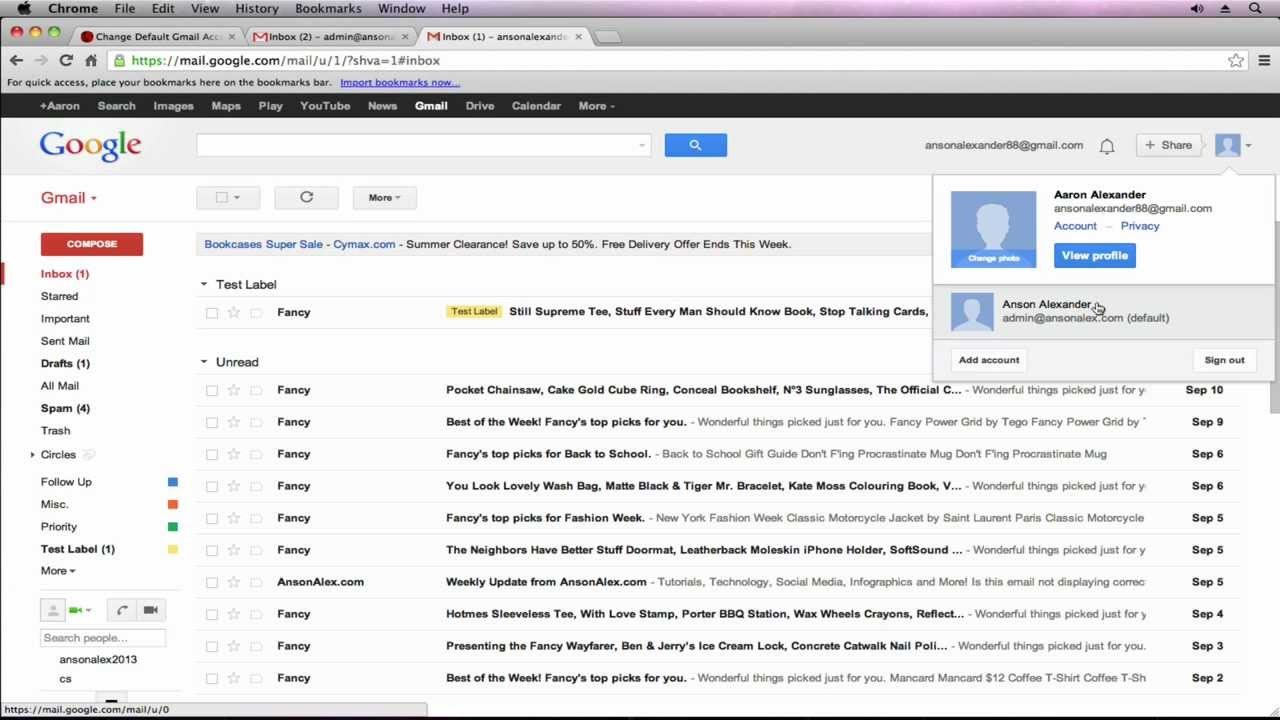 Chrome File Edit View History Bookmarks Window Help
Change Default Gmail Acc Inbox (2) - admin@anson Inbox (1) - ansonalexander
https://mail.google.com/mail/u/1/?shva=1#inbox
For quick access, place your bookmarks here on the bookmarks bar. Import bookmarks now...
+Aaron Search Images Maps Play YouTube News Gmail Drive Calendar More
Google ansonalexander88@gmail.com + Share
Gmail More
Aaron Alexander
ansonalexander88@gmail.com
Account – Privacy
Change photo View profile
Anson Alexander
admin@ansonalex.com (default)
Add account Sign out
COMPOSE
Inbox (1)
Starred
Important
Sent Mail
Drafts (1)
All Mail
Spam (4)
Trash
Circles
Follow Up
Misc.
Priority
Test Label (1)
More
Search people...
ansonalex2013
cs
Bookcases Super Sale - Cymax.com - Summer Clearance! Save up to 50%. Free Delivery Offer Ends This Week.
Test Label
Fancy Test Label Still Supreme Tee, Stuff Every Man Should Know Book, Stop Talking Cards,
Unread
Fancy Pocket Chainsaw, Cake Gold Cube Ring, Conceal Bookshelf, Nº3 Sunglasses, The Official C... - Wonderful things picked just for y Sep 10
Fancy Best of the Week! Fancy's top picks for you. - Wonderful things picked just for you. Fancy Power Grid by Tego Fancy Power Grid by Sep 9
Fancy Fancy's top picks for Back to School. - Back to School Gift Guide Don't Fin! Procrastinate Mug Don't Fin! Procrastinate Mug Sep 6
Fancy You Look Lovely Wash Bag, Matte Black & Tiger Mr. Bracelet, Kate Moss Colouring Book, V... - Wonderful things picked just for y Sep 6
Fancy Fancy's top picks for Fashion Week. - New York Fashion Week Classic Motorcycle Jacket by Saint Laurent Paris Classic Motorcycle Sep 5
Fancy The Neighbors Have Better Stuff Doormat, Leatherback Moleskin iPhone Holder, SoftSound ... - Wonderful things picked just for y Sep 5
AnsonAlex.com Weekly Update from AnsonAlex.com - Tutorials, Technology, Social Media, Infographics and More! Is this email not displaying correc Sep 5
Fancy Hotmes Sleeveless Tee, With Love Stamp, Porter BBQ Station, Wax Wheels Crayons, Reflect... - Wonderful things picked just for y Sep 4
Fancy Presenting the Fancy Wayfarer, Ben & Jerry's Ice Cream Lock, Concrete Catwalk Nail Poli... - Wonderful things picked just for y Sep 3
Fancy Best of the Week! Fancy's top picks for you. - Wonderful things picked just for you. Mancard Mancard $12 Coffee T-Shirt Coffee T-Sh Sep 2
https://mail.google.com/mail/u/0